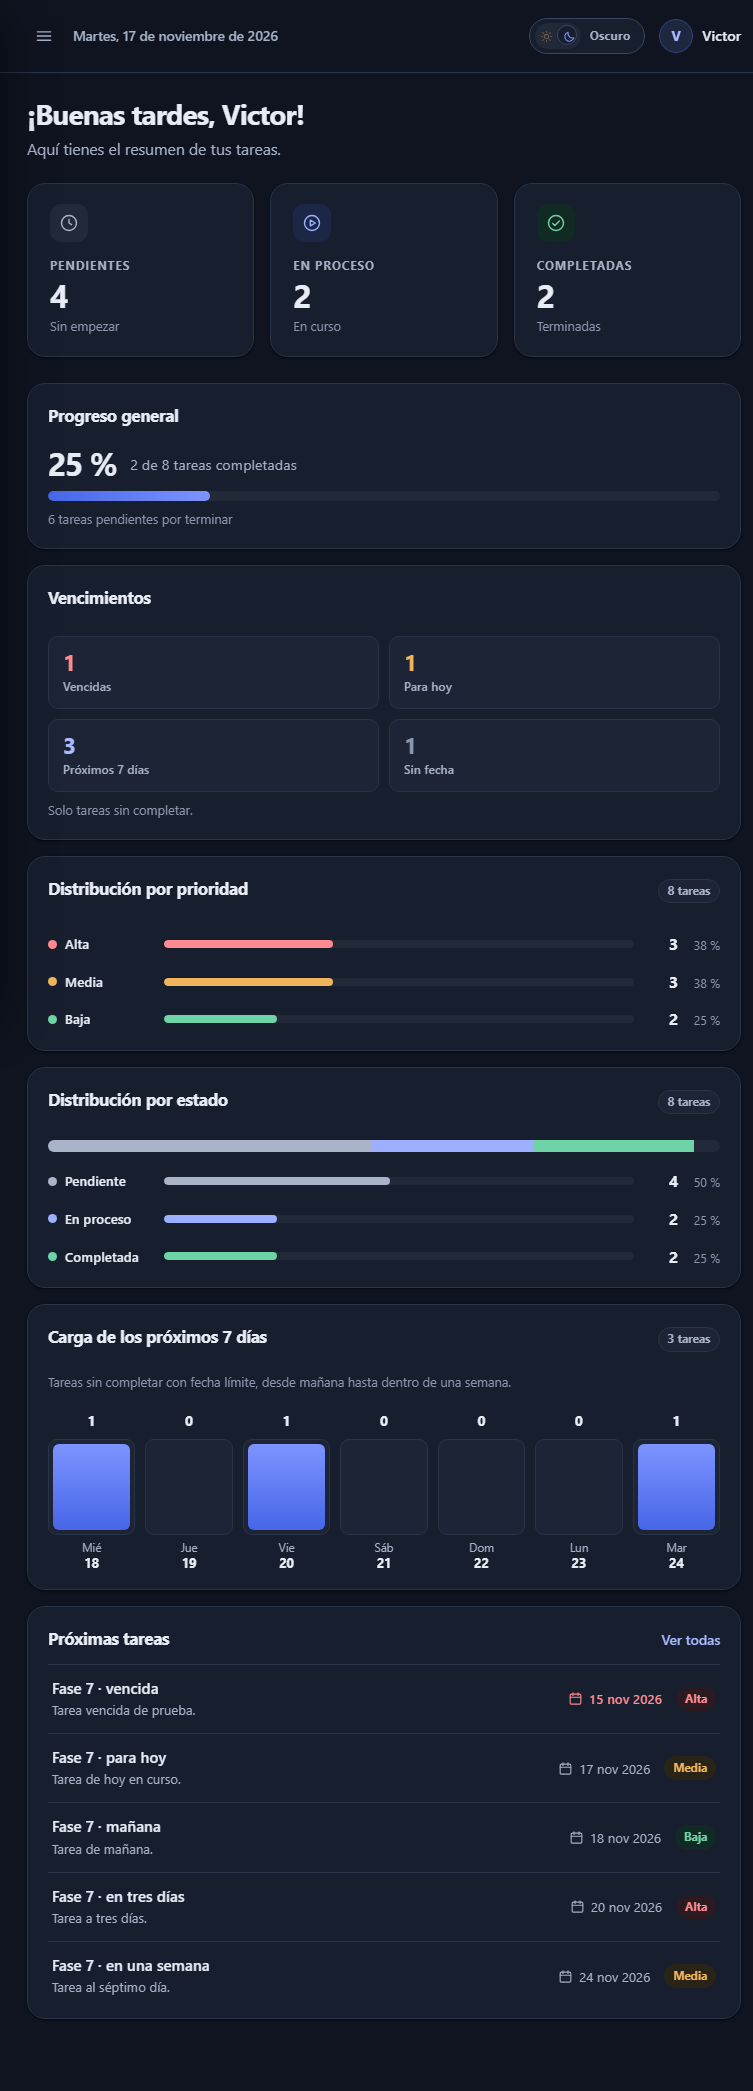 Martes, 17 de noviembre de 2026
Oscuro
V
Victor
¡Buenas tardes, Victor!
Aquí tienes el resumen de tus tareas.
PENDIENTES
4
Sin empezar
EN PROCESO
2
En curso
COMPLETADAS
2
Terminadas
Progreso general
25 % 2 de 8 tareas completadas
6 tareas pendientes por terminar
Vencimientos
1
Vencidas
1
Para hoy
3
Próximos 7 días
1
Sin fecha
Solo tareas sin completar.
Distribución por prioridad
8 tareas
Alta 3 38 %
Media 3 38 %
Baja 2 25 %
Distribución por estado
8 tareas
Pendiente 4 50 %
En proceso 2 25 %
Completada 2 25 %
Carga de los próximos 7 días
3 tareas
Tareas sin completar con fecha límite, desde mañana hasta dentro de una semana.
1 0 1 0 0 0 1
Mié Jue Vie Sáb Dom Lun Mar
18 19 20 21 22 23 24
Próximas tareas
Ver todas
Fase 7 · vencida
Tarea vencida de prueba.
15 nov 2026 Alta
Fase 7 · para hoy
Tarea de hoy en curso.
17 nov 2026 Media
Fase 7 · mañana
Tarea de mañana.
18 nov 2026 Baja
Fase 7 · en tres días
Tarea a tres días.
20 nov 2026 Alta
Fase 7 · en una semana
Tarea al séptimo día.
24 nov 2026 Media